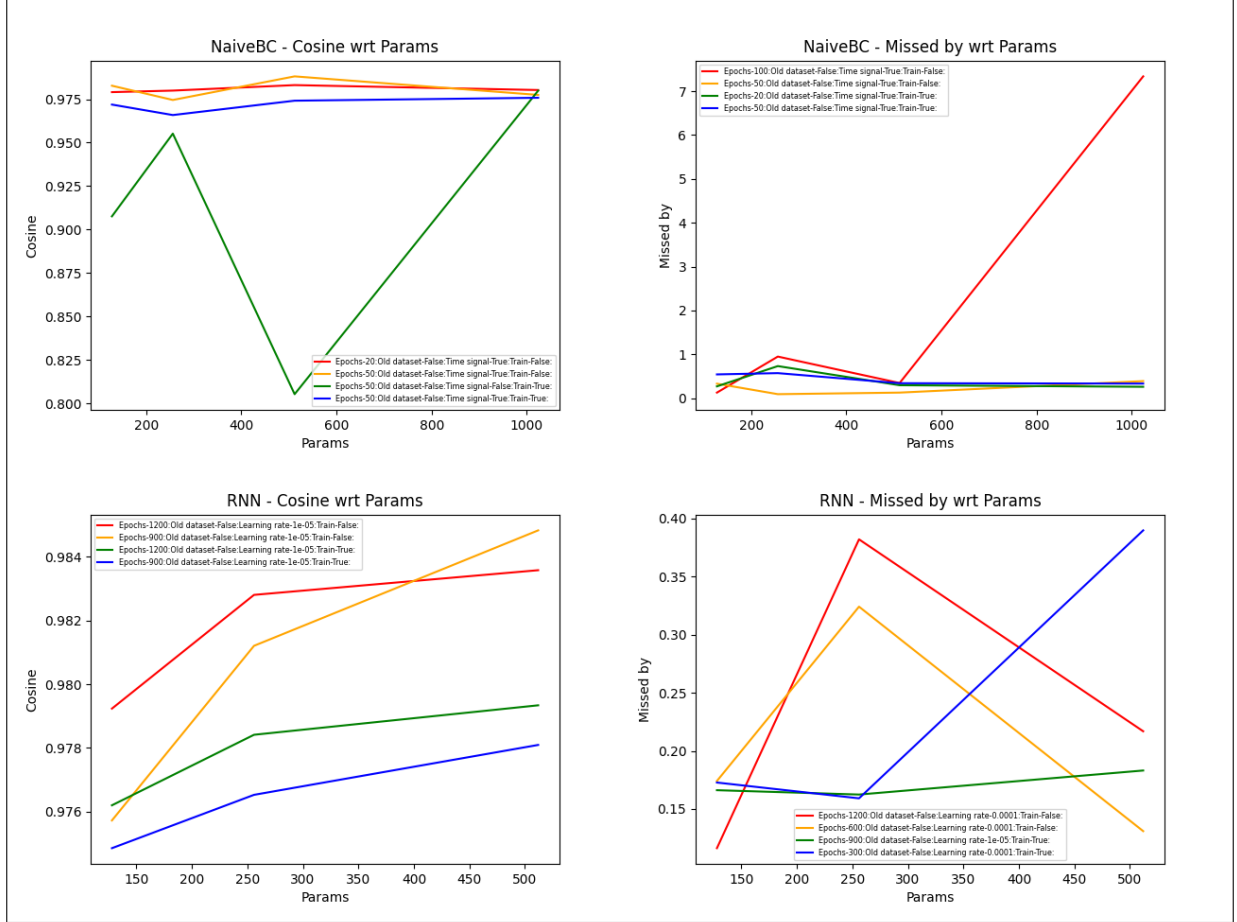 NaiveBC - Cosine wrt Params
Cosine
0.975
0.950
0.925
0.900
0.875
0.850
0.825
0.800
Epochs-20:Old dataset-False:Time signal-True:Train-False:
Epochs-50:Old dataset-False:Time signal-True:Train-False:
Epochs-50:Old dataset-False:Time signal-False:Train-True:
Epochs-50:Old dataset-False:Time signal-True:Train-True:
200 400 600 800 1000
Params
NaiveBC - Missed by wrt Params
Missed by
Epochs-100:Old dataset-False:Time signal-True:Train-False:
Epochs-50:Old dataset-False:Time signal-True:Train-False:
Epochs-20:Old dataset-False:Time signal-True:Train-True:
Epochs-50:Old dataset-False:Time signal-True:Train-True:
7
6
5
4
3
2
1
0
200 400 600 800 1000
Params
RNN - Cosine wrt Params
Cosine
Epochs-1200:Old dataset-False:Learning rate-1e-05:Train-False:
Epochs-900:Old dataset-False:Learning rate-1e-05:Train-False:
Epochs-1200:Old dataset-False:Learning rate-1e-05:Train-True:
Epochs-900:Old dataset-False:Learning rate-1e-05:Train-True:
0.984
0.982
0.980
0.978
0.976
150 200 250 300 350 400 450 500
Params
RNN - Missed by wrt Params
Missed by
0.40
0.35
0.30
0.25
0.20
0.15
Epochs-1200:Old dataset-False:Learning rate-0.0001:Train-False:
Epochs-600:Old dataset-False:Learning rate-0.0001:Train-False:
Epochs-900:Old dataset-False:Learning rate-1e-05:Train-True:
Epochs-300:Old dataset-False:Learning rate-0.0001:Train-True:
150 200 250 300 350 400 450 500
Params